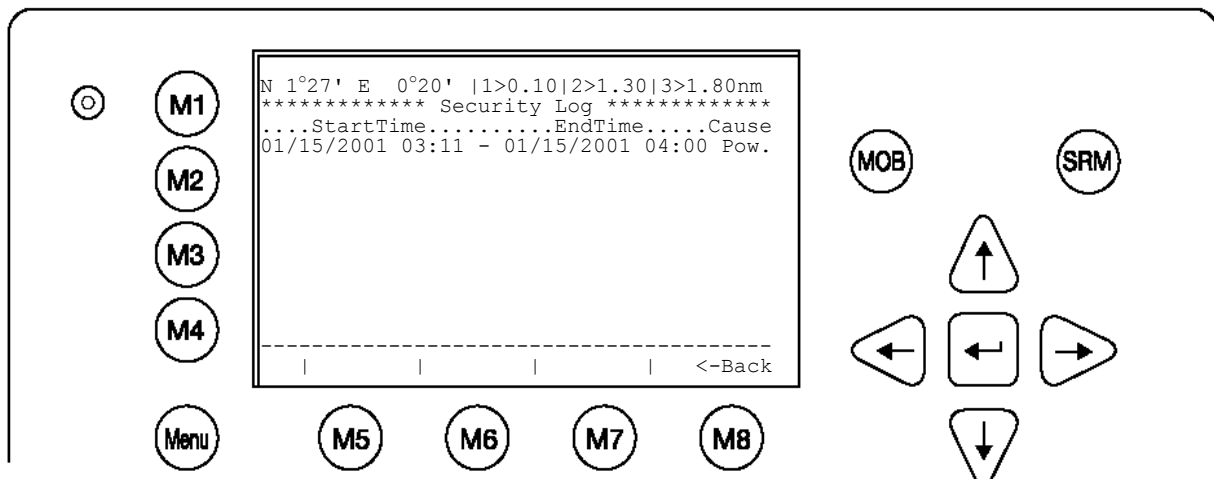 N 1°27' E  0°20' |1>0.10|2>1.30|3>1.80nm
************* Security Log *************
....StartTime..........EndTime.....Cause
01/15/2001 03:11 - 01/15/2001 04:00 Pow.
----------------------------------------
| | | | <-Back
M1
M2
M3
M4
Menu
M5
M6
M7
M8
MOB
SRM